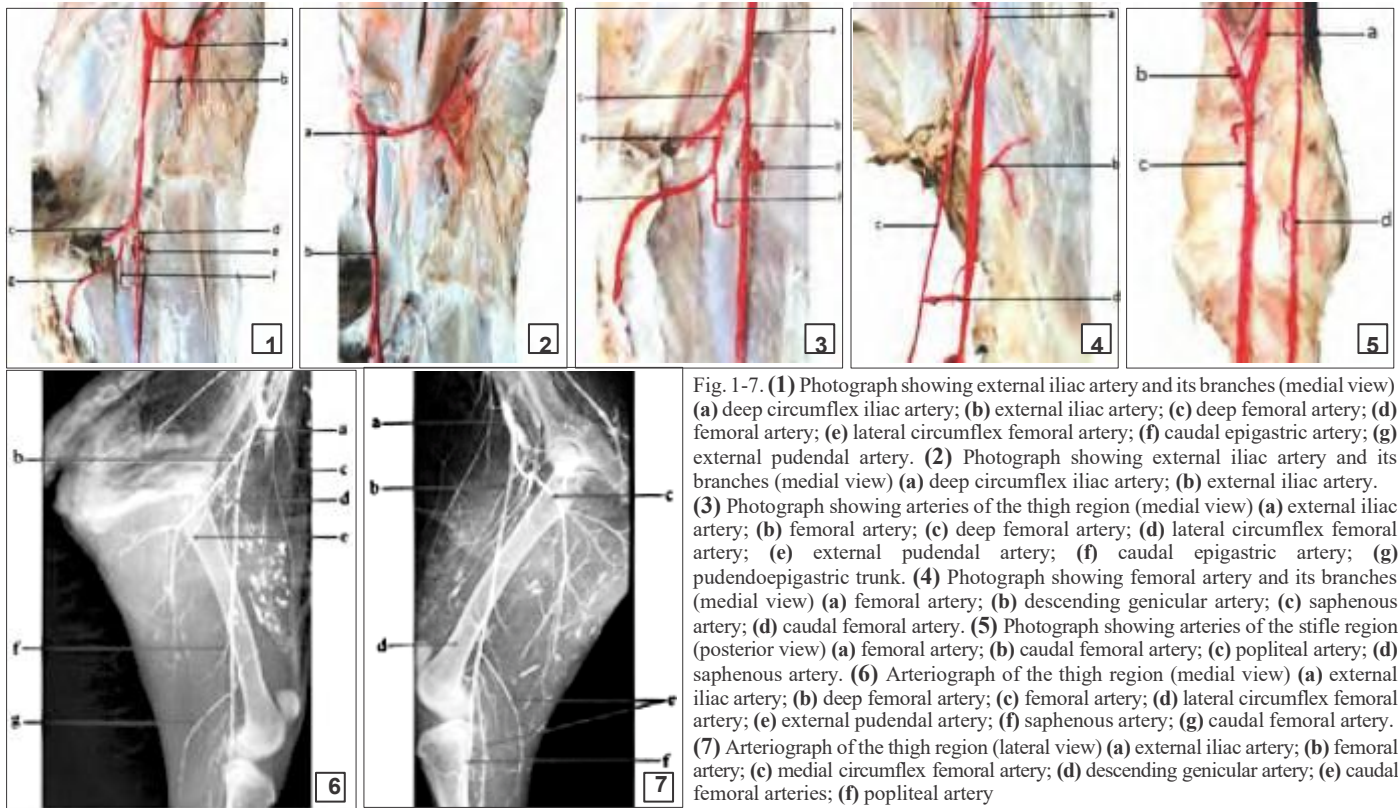 a
b
c
d
e
f
g
1
a
b
2
a
c
b
d
f
3
a
b
c
d
4
a
b
c
d
5
a
b
c
d
e
f
g
6
a
b
c
d
e
f
7
Fig. 1-7. (1) Photograph showing external iliac artery and its branches (medial view)
(a) deep circumflex iliac artery; (b) external iliac artery; (c) deep femoral artery; (d)
femoral artery; (e) lateral circumflex femoral artery; (f) caudal epigastric artery; (g)
external pudendal artery. (2) Photograph showing external iliac artery and its
branches (medial view) (a) deep circumflex iliac artery; (b) external iliac artery.
(3) Photograph showing arteries of the thigh region (medial view) (a) external iliac
artery; (b) femoral artery; (c) deep femoral artery; (d) lateral circumflex femoral
artery; (e) external pudendal artery; (f) caudal epigastric artery; (g)
pudendoepigastric trunk. (4) Photograph showing femoral artery and its branches
(medial view) (a) femoral artery; (b) descending genicular artery; (c) saphenous
artery; (d) caudal femoral artery. (5) Photograph showing arteries of the stifle region
(posterior view) (a) femoral artery; (b) caudal femoral artery; (c) popliteal artery; (d)
saphenous artery. (6) Arteriograph of the thigh region (medial view) (a) external
iliac artery; (b) deep femoral artery; (c) femoral artery; (d) lateral circumflex femoral
artery; (e) external pudendal artery; (f) saphenous artery; (g) caudal femoral artery.
(7) Arteriograph of the thigh region (lateral view) (a) external iliac artery; (b) femoral
artery; (c) medial circumflex femoral artery; (d) descending genicular artery; (e) caudal
femoral arteries; (f) popliteal artery